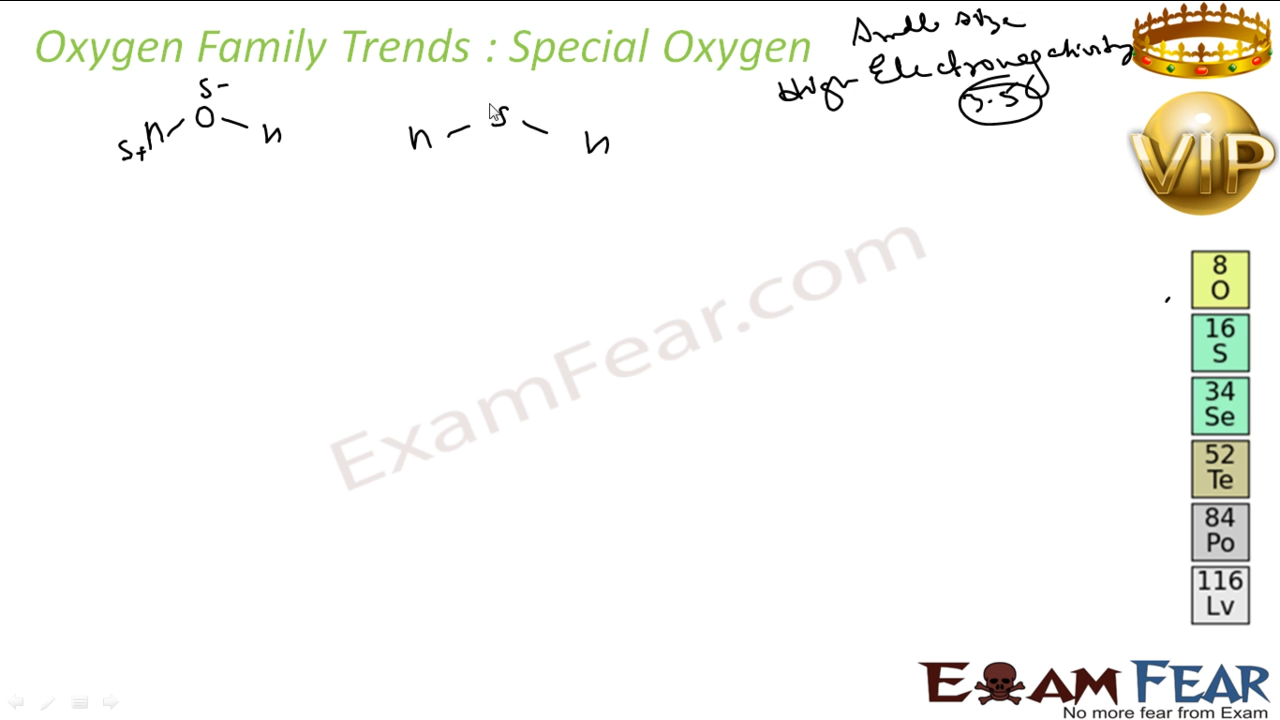 Oxygen Family Trends : Special Oxygen
Small size
High Electronegativity
3.56
δ-
O
H
H
δ+
H
S
H
VIP
8
O
16
S
34
Se
52
Te
84
Po
116
Lv
ExamFear.com
EXAM FEAR
No more fear from Exam